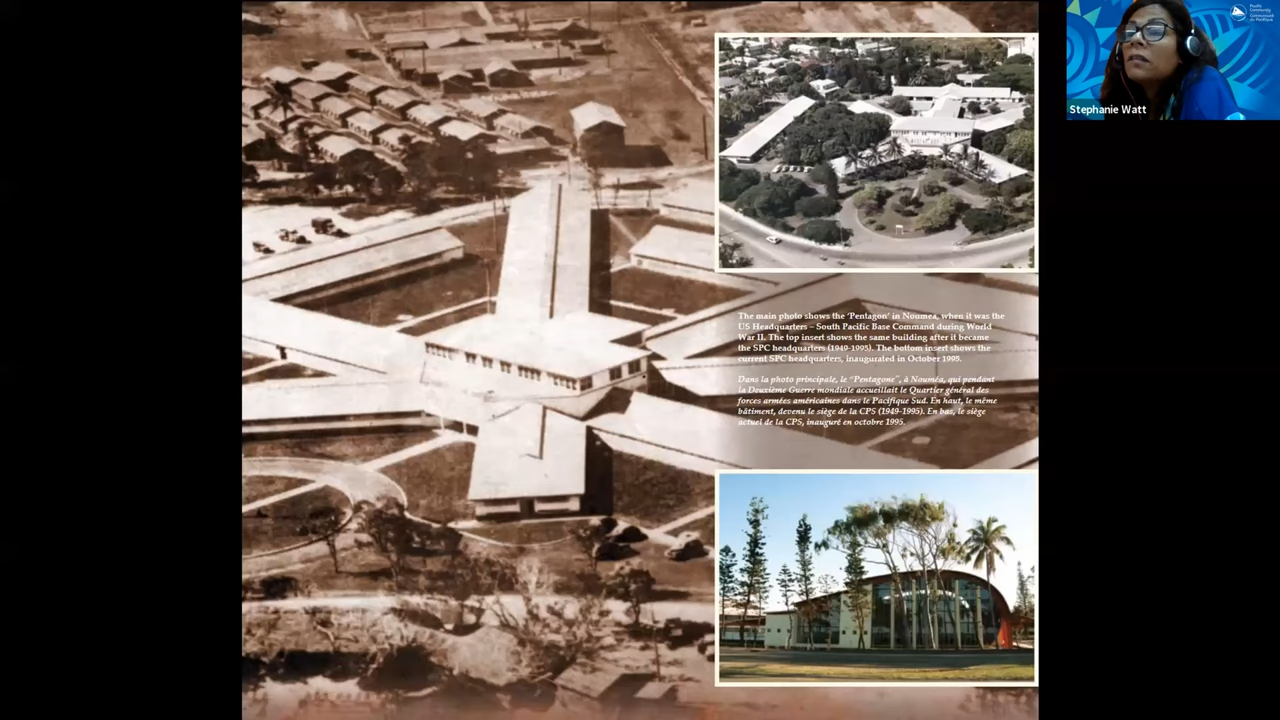 The main photo shows the 'Pentagon' in Noumea, when it was the
US Headquarters – South Pacific Base Command during World
War II. The top insert shows the same building after it became
the SPC headquarters (1949-1995). The bottom insert shows the
current SPC headquarters, inaugurated in October 1995.
Dans la photo principale, le "Pentagone", à Nouméa, qui pendant
la Deuxième Guerre mondiale accueillait le Quartier général des
forces armées américaines dans le Pacifique Sud. En haut, le même
bâtiment, devenu le siège de la CPS (1949-1995). En bas, le siège
actuel de la CPS, inauguré en octobre 1995.
Pacific
Community
Communauté
du Pacifique
Stephanie Watt